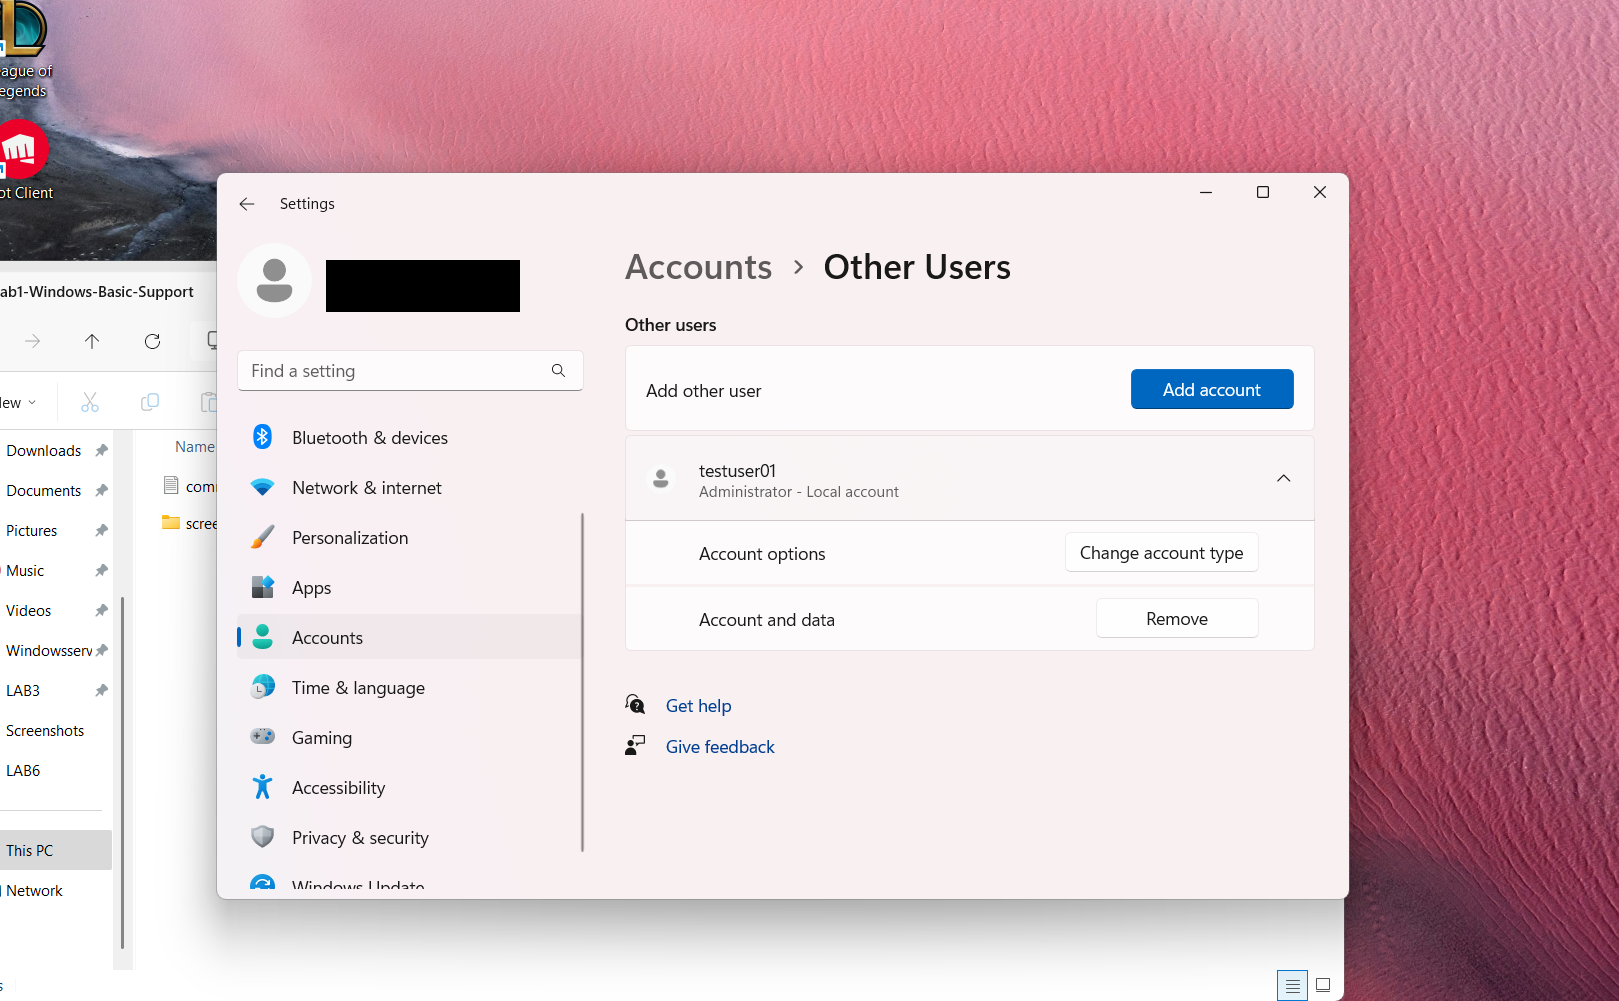 ague of
egends
ot Client
ab1-Windows-Basic-Support
ew
Downloads
Documents
Pictures
Music
Videos
Windowsserv
LAB3
Screenshots
LAB6
This PC
Network
s
Name
com
scree
Settings
Find a setting
Bluetooth & devices
Network & internet
Personalization
Apps
Accounts
Time & language
Gaming
Accessibility
Privacy & security
Windows Update
Accounts > Other Users
Other users
Add other user
Add account
testuser01
Administrator - Local account
Account options
Change account type
Account and data
Remove
Get help
Give feedback